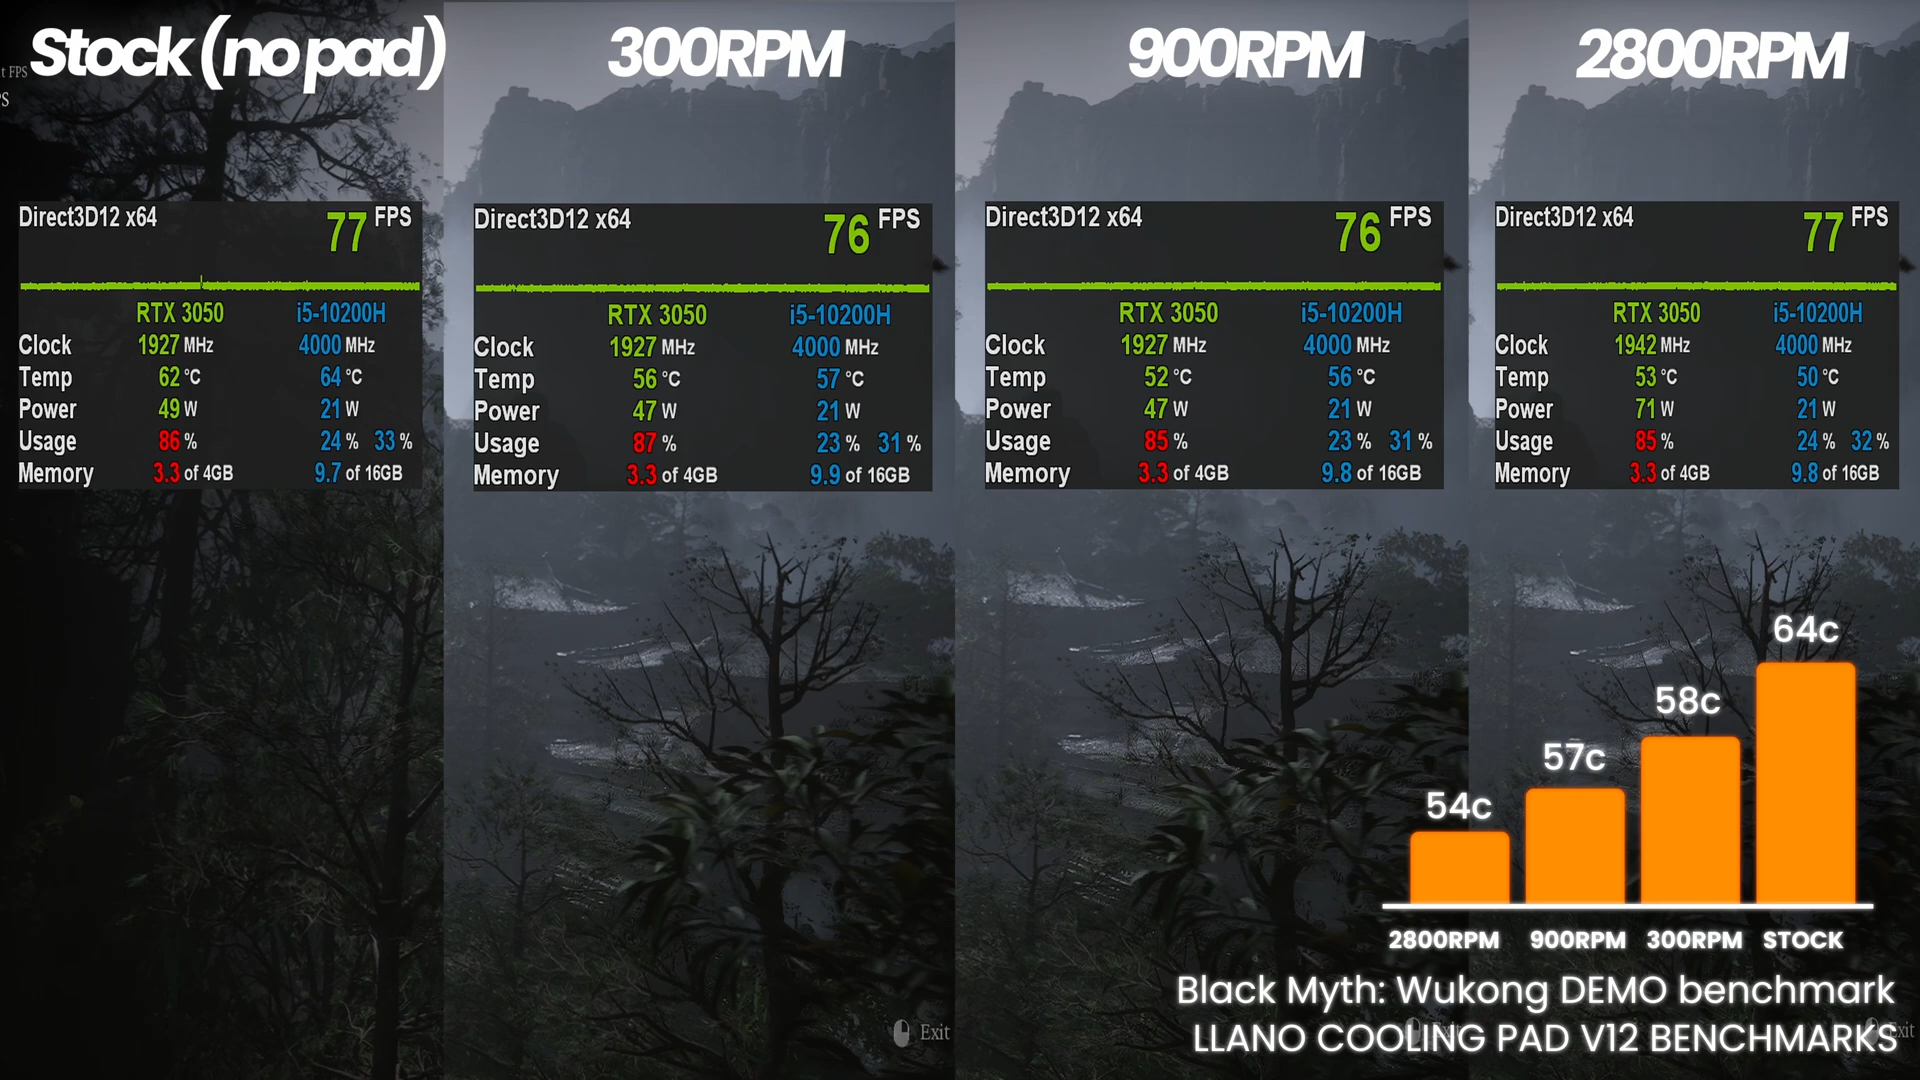 Stock (no pad)
300RPM
900RPM
2800RPM
t FPS
PS
Direct3D12 x64 77 FPS
RTX 3050 i5-10200H
Clock 1927 MHz 4000 MHz
Temp 62 °C 64 °C
Power 49 W 21 W
Usage 86 % 24 % 33 %
Memory 3.3 of 4GB 9.7 of 16GB
Direct3D12 x64 76 FPS
RTX 3050 i5-10200H
Clock 1927 MHz 4000 MHz
Temp 56 °C 57 °C
Power 47 W 21 W
Usage 87 % 23 % 31 %
Memory 3.3 of 4GB 9.9 of 16GB
Direct3D12 x64 76 FPS
RTX 3050 i5-10200H
Clock 1927 MHz 4000 MHz
Temp 52 °C 56 °C
Power 47 W 21 W
Usage 85 % 23 % 31 %
Memory 3.3 of 4GB 9.8 of 16GB
Direct3D12 x64 77 FPS
RTX 3050 i5-10200H
Clock 1942 MHz 4000 MHz
Temp 53 °C 50 °C
Power 71 W 21 W
Usage 85 % 24 % 32 %
Memory 3.3 of 4GB 9.8 of 16GB
64c
58c
57c
54c
2800RPM 900RPM 300RPM STOCK
Black Myth: Wukong DEMO benchmark
LLANO COOLING PAD V12 BENCHMARKS
Exit